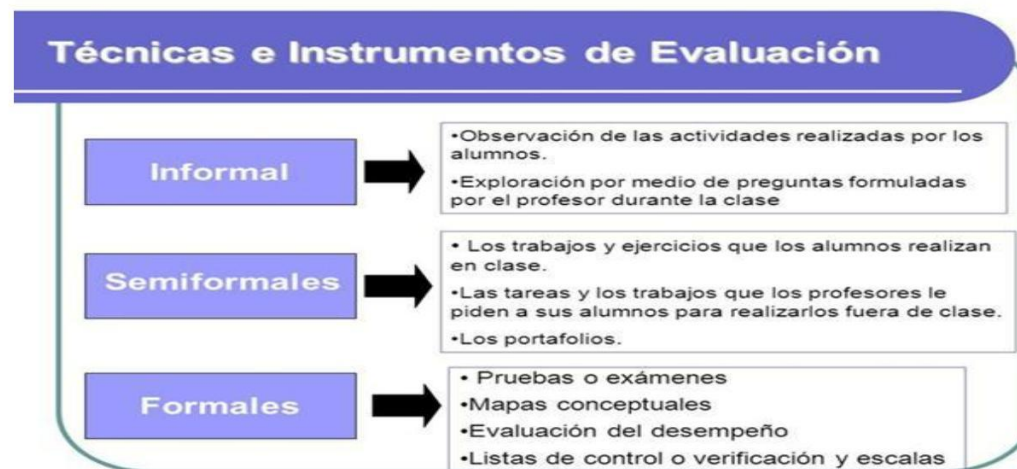 Técnicas e Instrumentos de Evaluación
Informal
•Observación de las actividades realizadas por los
alumnos.
•Exploración por medio de preguntas formuladas
por el profesor durante la clase
Semiformales
• Los trabajos y ejercicios que los alumnos realizan
en clase.
•Las tareas y los trabajos que los profesores le
piden a sus alumnos para realizarlos fuera de clase.
•Los portafolios.
Formales
• Pruebas o exámenes
•Mapas conceptuales
•Evaluación del desempeño
•Listas de control o verificación y escalas